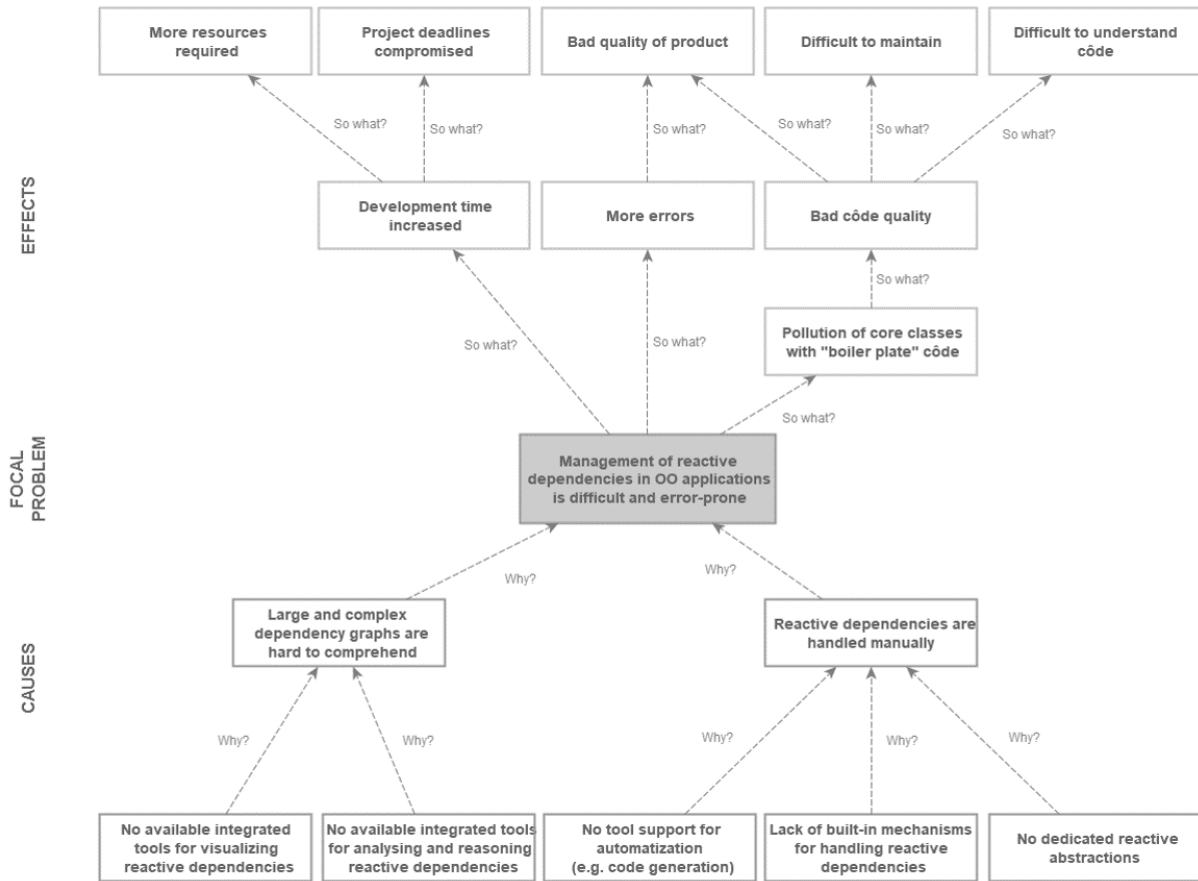 More resources
required
Project deadlines
compromised
Bad quality of product
Difficult to maintain
Difficult to understand
côde
So what?
So what?
So what?
So what?
So what?
So what?
EFFECTS
Development time
increased
More errors
Bad côde quality
So what?
Pollution of core classes
with "boiler plate" côde
So what?
So what?
So what?
FOCAL
PROBLEM
Management of reactive
dependencies in OO applications
is difficult and error-prone
Why?
Why?
CAUSES
Large and complex
dependency graphs are
hard to comprehend
Reactive dependencies are
handled manually
Why?
Why?
Why?
Why?
Why?
No available integrated
tools for visualizing
reactive dependencies
No available integrated tools
for analysing and reasoning
reactive dependencies
No tool support for
automatization
(e.g. code generation)
Lack of built-in mechanisms
for handling reactive
dependencies
No dedicated reactive
abstractions